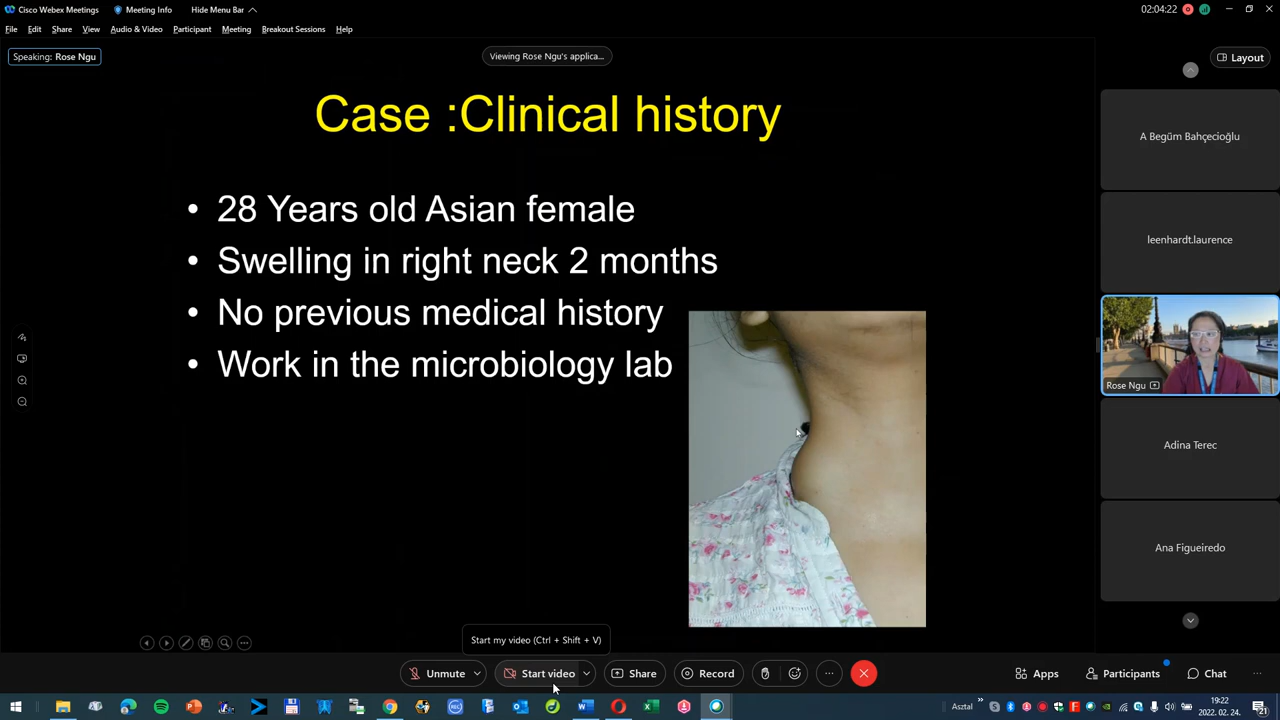 Cisco Webex Meetings
Meeting Info
Hide Menu Bar
02:04:22
File Edit Share View Audio & Video Participant Meeting Breakout Sessions Help
Speaking: Rose Ngu
Viewing Rose Ngu's applica...
Layout
Case :Clinical history
• 28 Years old Asian female
• Swelling in right neck 2 months
• No previous medical history
• Work in the microbiology lab
A Begüm Bahçecioğlu
leenhardt.laurence
Rose Ngu
Adina Terec
Ana Figueiredo
Start my video (Ctrl + Shift + V)
Unmute
Start video
Share
Record
Apps
Participants
Chat
Asztal
19:22
2022. 02. 24.